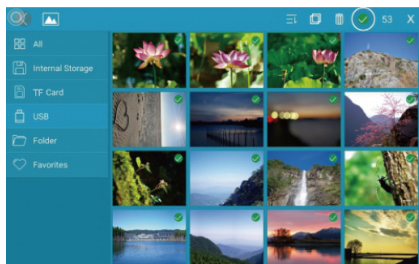 53 X
All
Internal Storage
TF Card
USB
Folder
Favorites